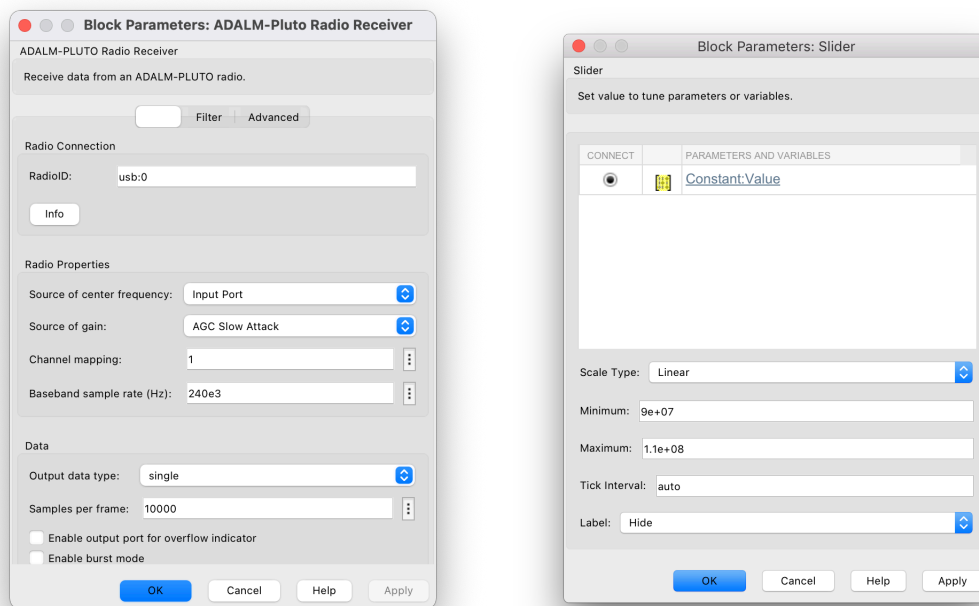 Block Parameters: ADALM-Pluto Radio Receiver
ADALM-PLUTO Radio Receiver
Receive data from an ADALM-PLUTO radio.
Filter
Advanced
Radio Connection
RadioID: usb:0
Info
Radio Properties
Source of center frequency: Input Port
Source of gain: AGC Slow Attack
Channel mapping: 1
Baseband sample rate (Hz): 240e3
Data
Output data type: single
Samples per frame: 10000
Enable output port for overflow indicator
Enable burst mode
OK Cancel Help Apply
Block Parameters: Slider
Slider
Set value to tune parameters or variables.
CONNECT PARAMETERS AND VARIABLES
Constant:Value
Scale Type: Linear
Minimum: 9e+07
Maximum: 1.1e+08
Tick Interval: auto
Label: Hide
OK Cancel Help Apply